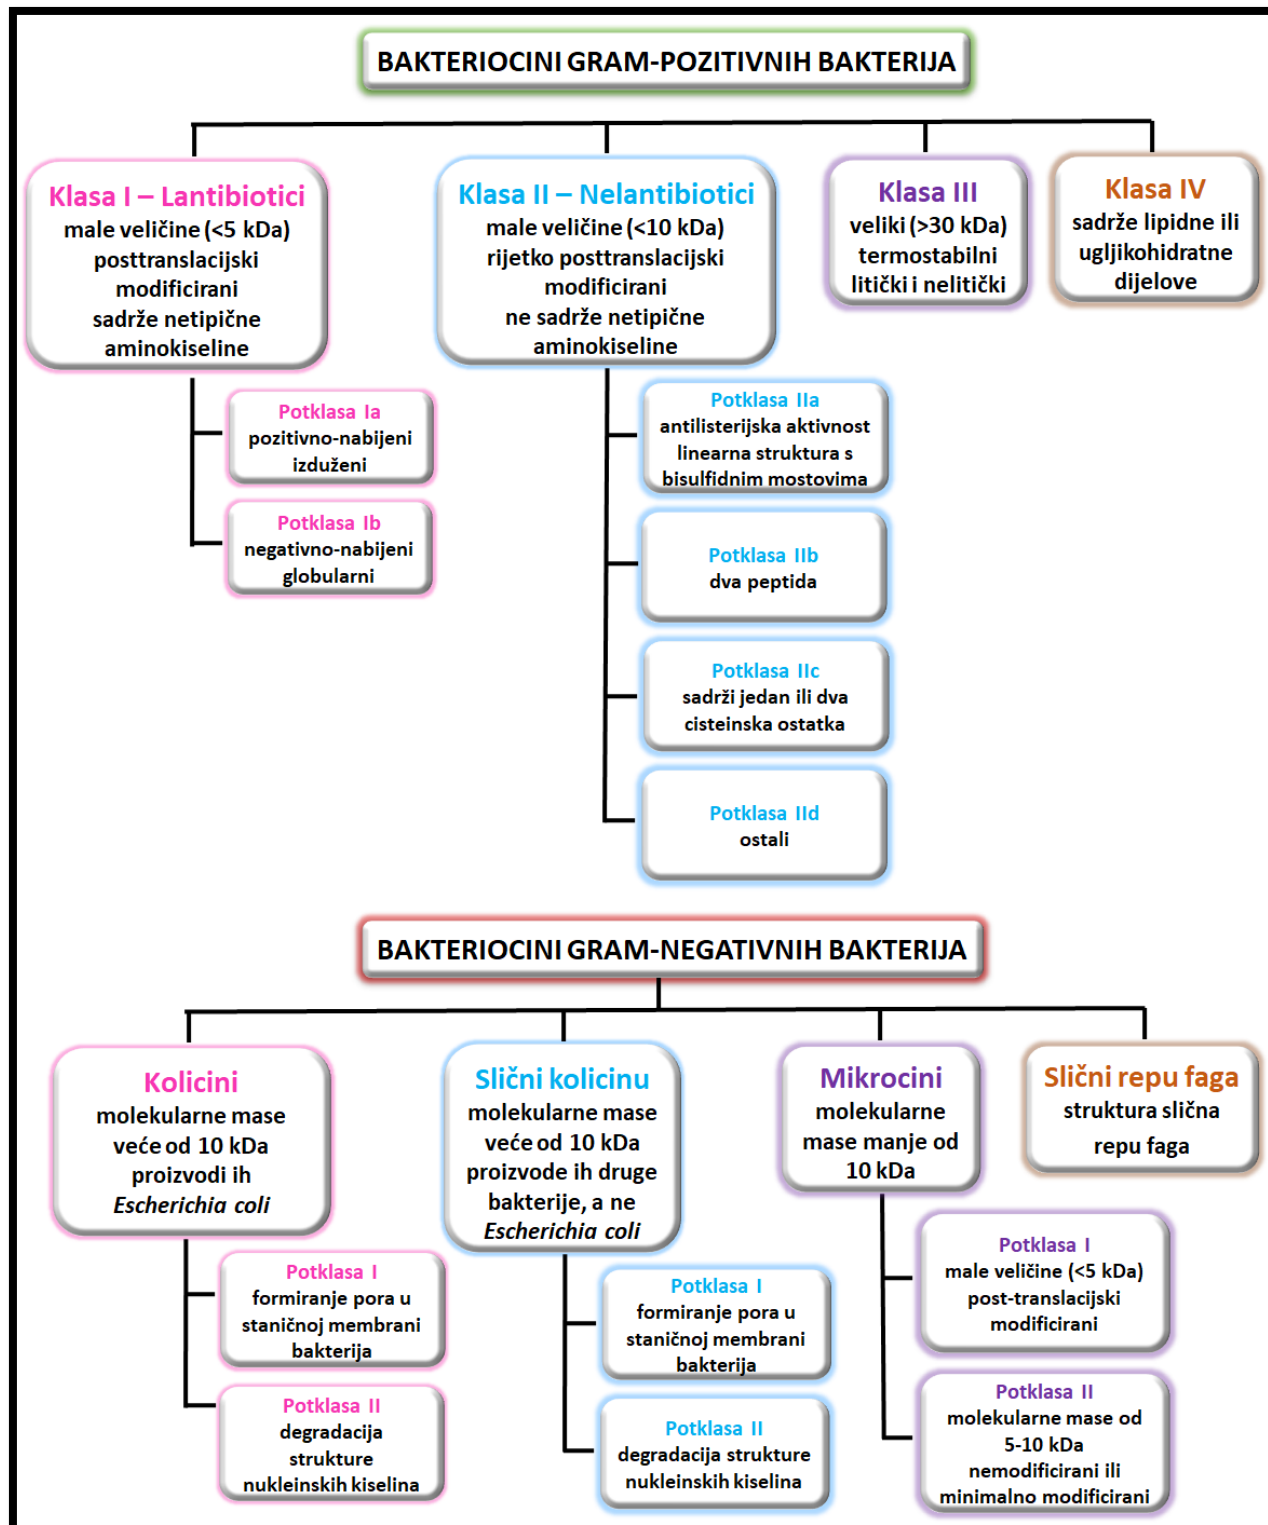 BAKTERIOCINI GRAM-POZITIVNIH BAKTERIJA
Klasa I – Lantibiotici
male veličine (<5 kDa)
posttranslacijski
modificirani
sadrže netipične
aminokiseline
Potklasa Ia
pozitivno-nabijeni
izduženi
Potklasa Ib
negativno-nabijeni
globularni
Klasa II – Nelantibiotici
male veličine (<10 kDa)
rijetko posttranslacijski
modificirani
ne sadrže netipične
aminokiseline
Potklasa IIa
antilisterijska aktivnost
linearna struktura s
bisulfidnim mostovima
Potklasa IIb
dva peptida
Potklasa IIc
sadrži jedan ili dva
cisteinska ostatka
Potklasa IId
ostali
Klasa III
veliki (>30 kDa)
termostabilni
litički i nelitički
Klasa IV
sadrže lipidne ili
ugljikohidratne
dijelove
BAKTERIOCINI GRAM-NEGATIVNIH BAKTERIJA
Kolicini
molekularne mase
veće od 10 kDa
proizvodi ih
Escherichia coli
Potklasa I
formiranje pora u
staničnoj membrani
bakterija
Potklasa II
degradacija
strukture
nukleinskih kiselina
Slični kolicinu
molekularne mase
veće od 10 kDa
proizvode ih druge
bakterije, a ne
Escherichia coli
Potklasa I
formiranje pora u
staničnoj membrani
bakterija
Potklasa II
degradacija strukture
nukleinskih kiselina
Mikrocini
molekularne
mase manje od
10 kDa
Potklasa I
male veličine (<5 kDa)
post-translacijski
modificirani
Potklasa II
molekularne mase od
5-10 kDa
nemodificirani ili
minimalno modificirani
Slični repu faga
struktura slična
repu faga